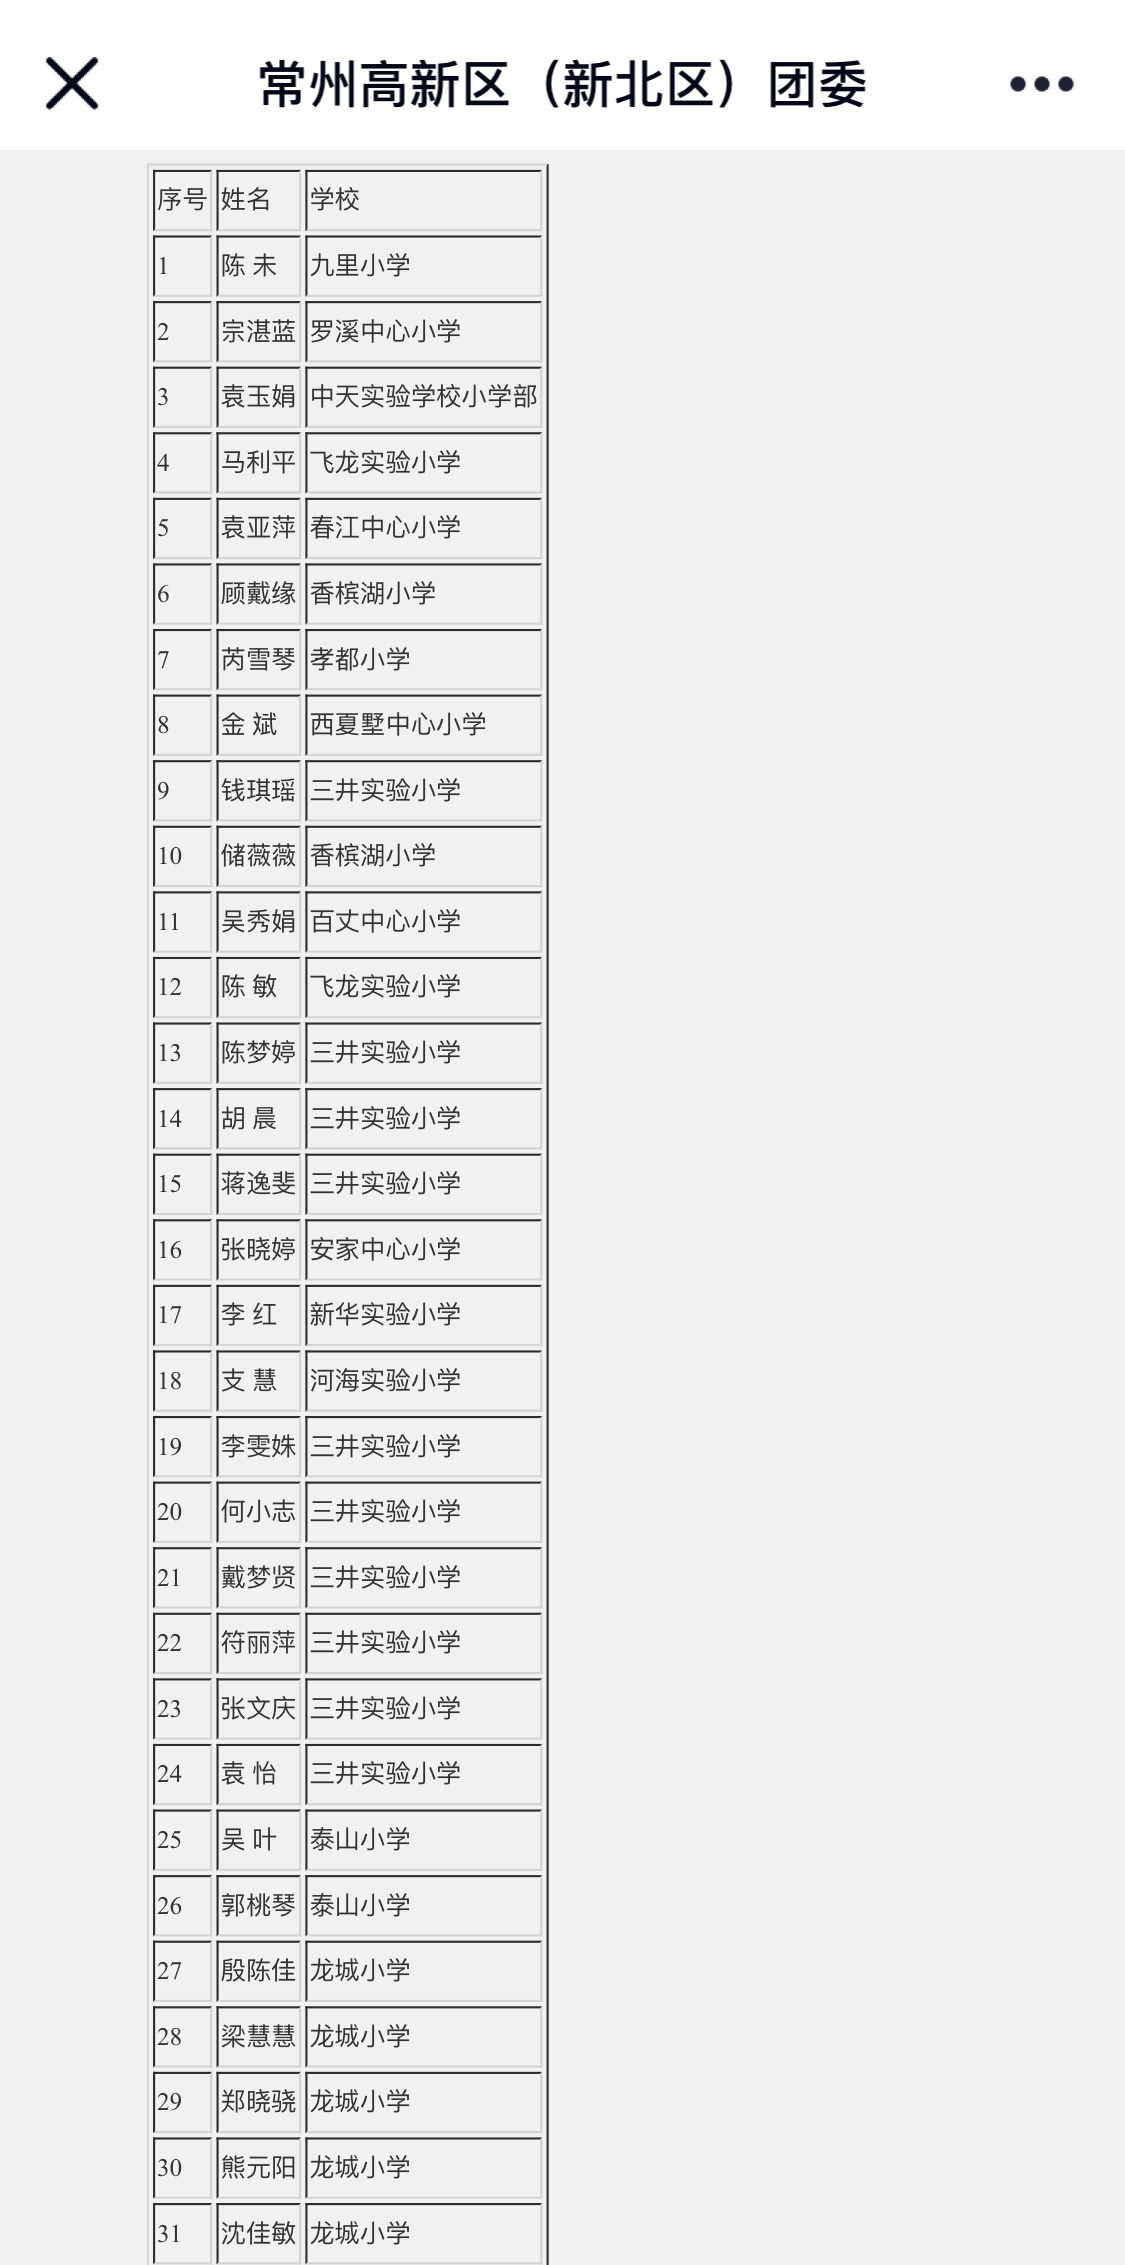 常州高新区（新北区）团委
序号 姓名 学校
1 陈 未 九里小学
2 宗湛蓝 罗溪中心小学
3 袁玉娟 中天实验学校小学部
4 马利平 飞龙实验小学
5 袁亚萍 春江中心小学
6 顾戴缘 香槟湖小学
7 芮雪琴 孝都小学
8 金 斌 西夏墅中心小学
9 钱琪瑶 三井实验小学
10 储薇薇 香槟湖小学
11 吴秀娟 百丈中心小学
12 陈 敏 飞龙实验小学
13 陈梦婷 三井实验小学
14 胡 晨 三井实验小学
15 蒋逸斐 三井实验小学
16 张晓婷 安家中心小学
17 李 红 新华实验小学
18 支 慧 河海实验小学
19 李雯姝 三井实验小学
20 何小志 三井实验小学
21 戴梦贤 三井实验小学
22 符丽萍 三井实验小学
23 张文庆 三井实验小学
24 袁 怡 三井实验小学
25 吴 叶 泰山小学
26 郭桃琴 泰山小学
27 殷陈佳 龙城小学
28 梁慧慧 龙城小学
29 郑晓骁 龙城小学
30 熊元阳 龙城小学
31 沈佳敏 龙城小学